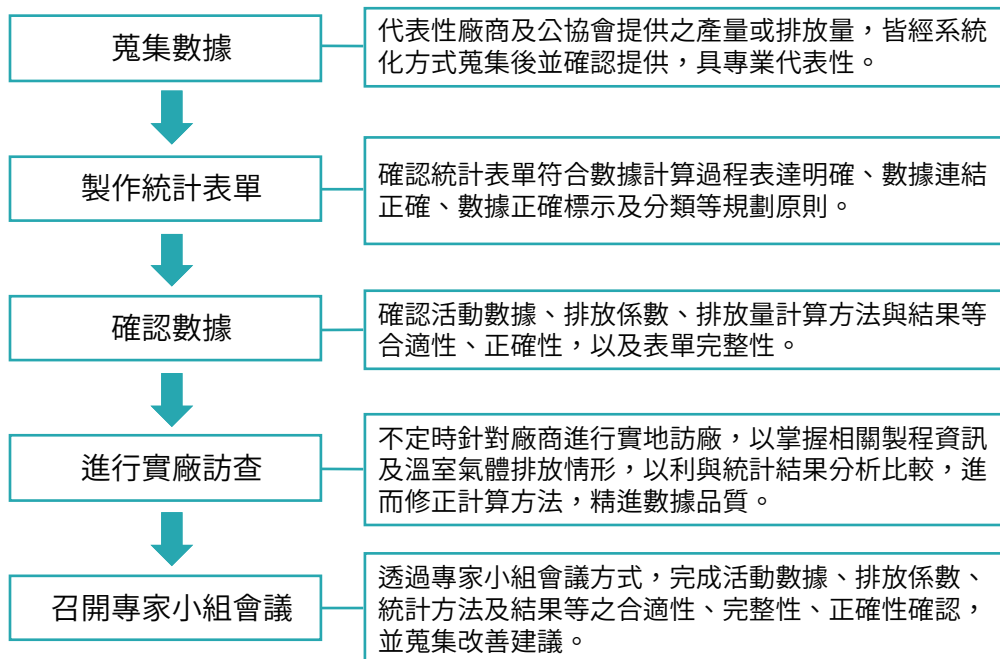 蒐集數據
代表性廠商及公協會提供之產量或排放量，皆經系統
化方式蒐集後並確認提供，具專業代表性。
製作統計表單
確認統計表單符合數據計算過程表達明確、數據連結
正確、數據正確標示及分類等規劃原則。
確認數據
確認活動數據、排放係數、排放量計算方法與結果等
合適性、正確性，以及表單完整性。
進行實廠訪查
不定時針對廠商進行實地訪廠，以掌握相關製程資訊
及溫室氣體排放情形，以利與統計結果分析比較，進
而修正計算方法，精進數據品質。
召開專家小組會議
透過專家小組會議方式，完成活動數據、排放係數、
統計方法及結果等之合適性、完整性、正確性確認，
並蒐集改善建議。